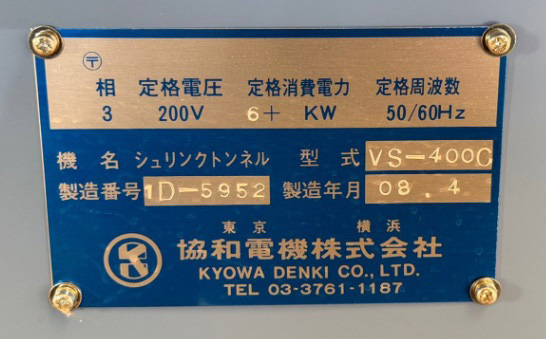 〒
相 定格電圧 定格消費電力 定格周波数
3 200V 6+ KW 50/60Hz
機名 シュリンクトンネル 型式 VS-400C
製造番号 1D-5952 製造年月 08.4
東京 横浜
協和電機株式会社
KYOWA DENKI CO., LTD.
TEL 03-3761-1187